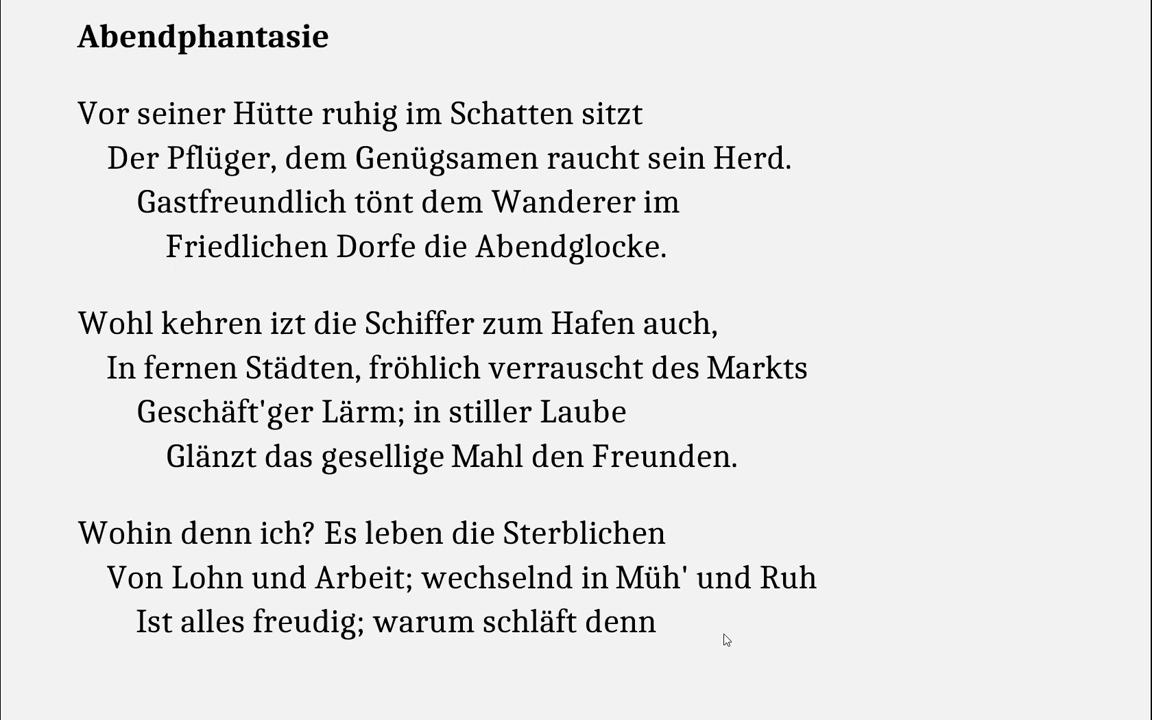 Abendphantasie
Vor seiner Hütte ruhig im Schatten sitzt
Der Pflüger, dem Genügsamen raucht sein Herd.
Gastfreundlich tönt dem Wanderer im
Friedlichen Dorfe die Abendglocke.
Wohl kehren izt die Schiffer zum Hafen auch,
In fernen Städten, fröhlich verrauscht des Markts
Geschäft'ger Lärm; in stiller Laube
Glänzt das gesellige Mahl den Freunden.
Wohin denn ich? Es leben die Sterblichen
Von Lohn und Arbeit; wechselnd in Müh' und Ruh
Ist alles freudig; warum schläft denn